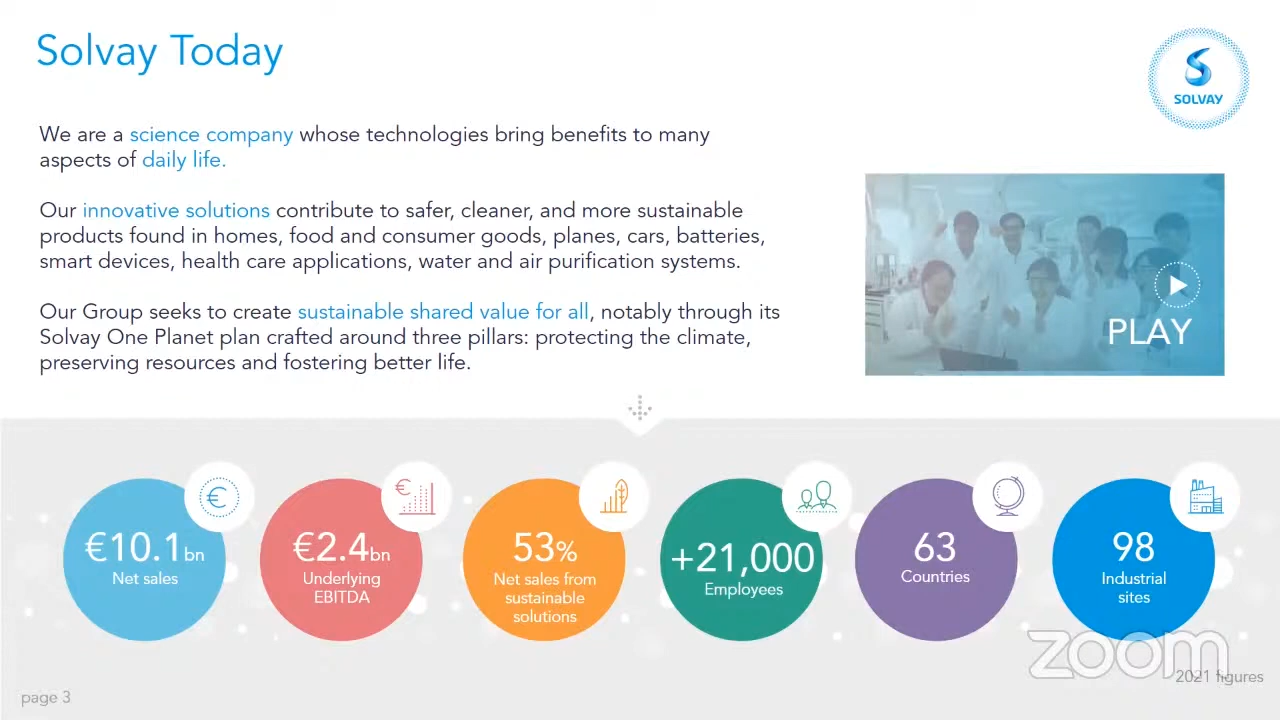 Solvay Today
SOLVAY
We are a science company whose technologies bring benefits to many
aspects of daily life.
Our innovative solutions contribute to safer, cleaner, and more sustainable
products found in homes, food and consumer goods, planes, cars, batteries,
smart devices, health care applications, water and air purification systems.
Our Group seeks to create sustainable shared value for all, notably through its
Solvay One Planet plan crafted around three pillars: protecting the climate,
preserving resources and fostering better life.
PLAY
€10.1bn
Net sales
€2.4bn
Underlying
EBITDA
53%
Net sales from
sustainable
solutions
+21,000
Employees
63
Countries
98
Industrial
sites
zoom
2021 figures
page 3